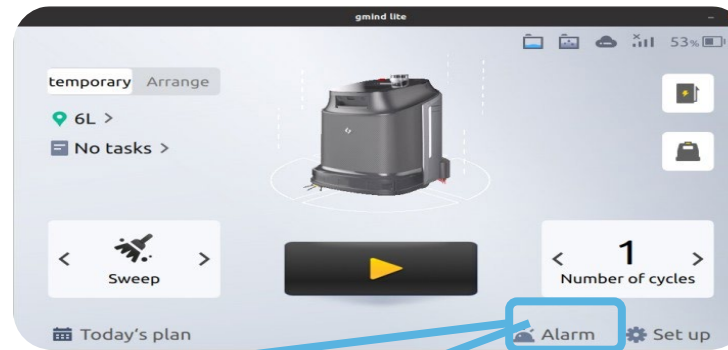 gmind lite
53%
temporary Arrange
6L >
No tasks >
< >
Sweep
< 1 >
Number of cycles
Today's plan
Alarm
Set up